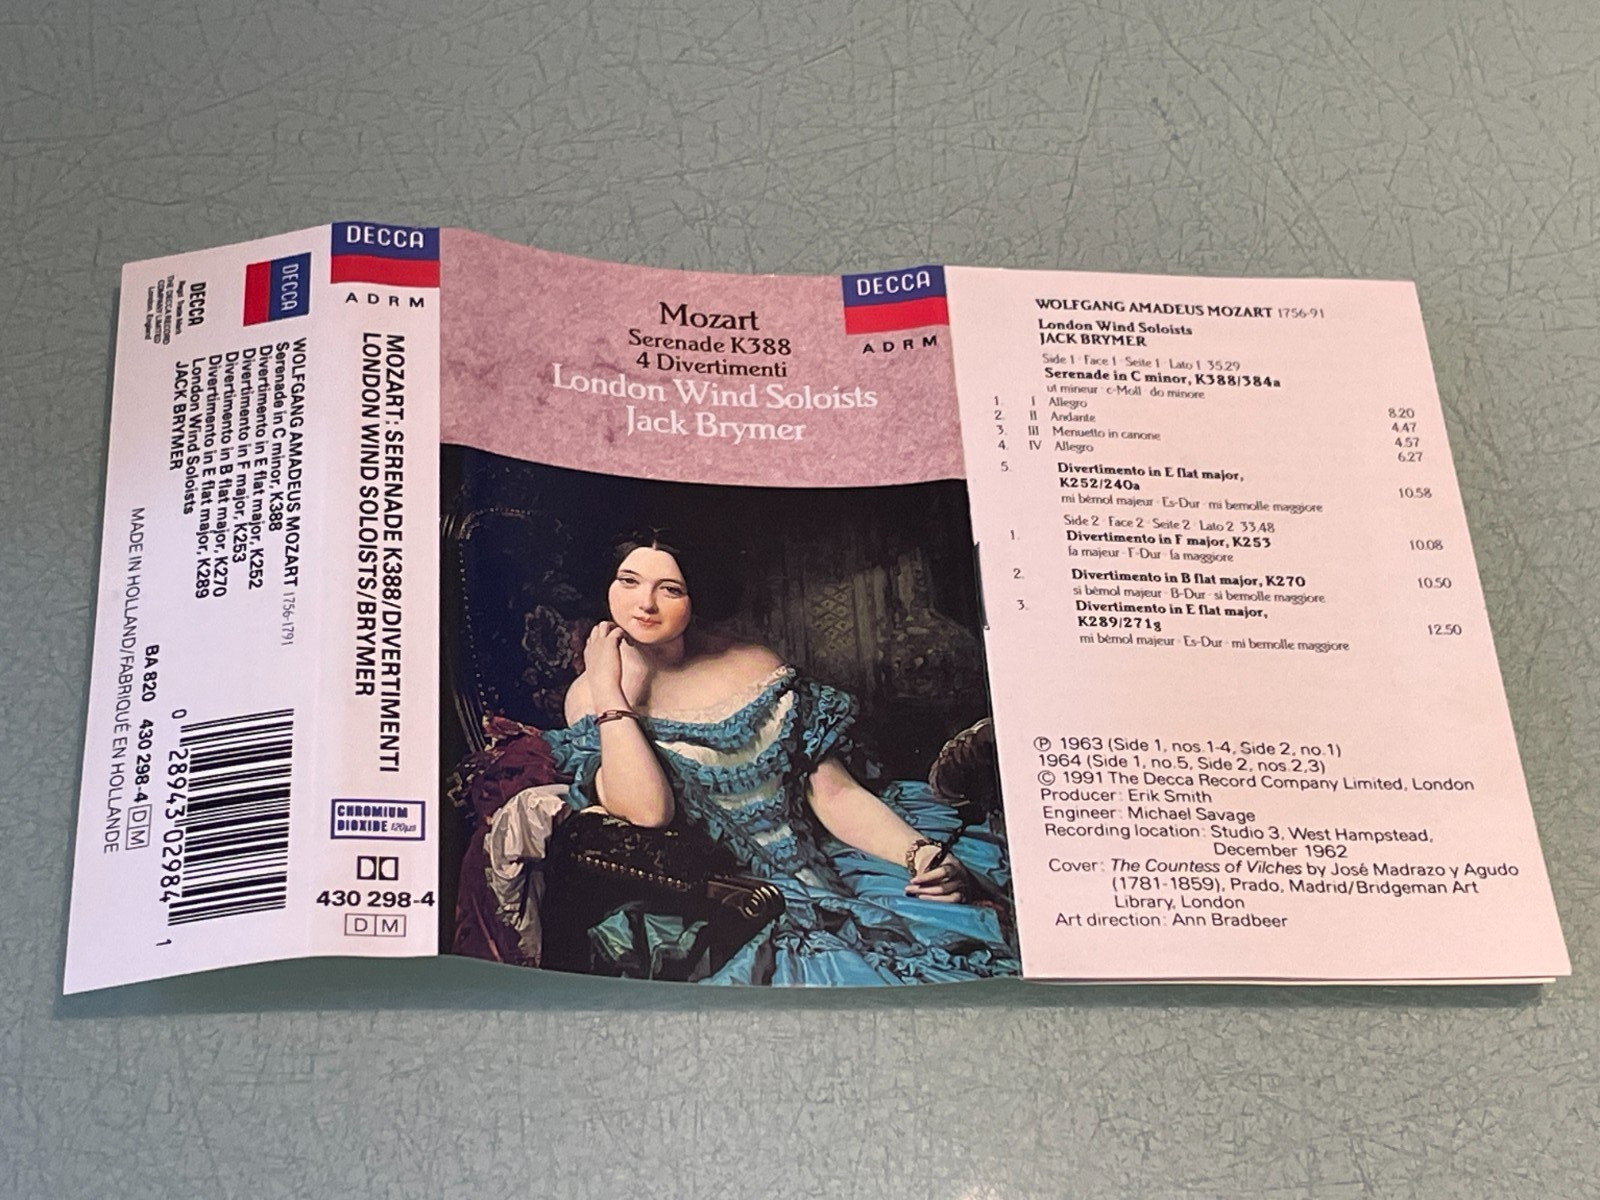 DECCA
DECCA
Regd. Trade Mark
THE DECCA RECORD
COMPANY LIMITED
London, England
WOLFGANG AMADEUS MOZART 1756-1791
Serenade in C minor, K388
Divertimento in E flat major, K252
Divertimento in F major, K253
Divertimento in B flat major, K270
Divertimento in E flat major, K289
London Wind Soloists
JACK BRYMER
BA 820 430 298-4 DM
MADE IN HOLLAND/FABRIQUÉ EN HOLLANDE
0 28943 02984 1
DECCA
ADRM
MOZART: SERENADE K388/DIVERTIMENTI
LONDON WIND SOLOISTS/BRYMER
CHROMIUM
DIOXIDE 120µs
430 298-4
DM
DECCA
ADRM
Mozart
Serenade K388
4 Divertimenti
London Wind Soloists
Jack Brymer
WOLFGANG AMADEUS MOZART 1756-91
London Wind Soloists
JACK BRYMER
Side 1 · Face 1 · Seite 1 · Lato 1 35.29
Serenade in C minor, K388/384a
ut mineur · c-Moll · do minore
1. I Allegro 8.20
2. II Andante 4.47
3. III Menuetto in canone 4.57
4. IV Allegro 6.27
5. Divertimento in E flat major,
K252/240a 10.58
mi bémol majeur · Es-Dur · mi bemolle maggiore
Side 2 · Face 2 · Seite 2 · Lato 2 33.48
1. Divertimento in F major, K253 10.08
fa majeur · F-Dur · fa maggiore
2. Divertimento in B flat major, K270 10.50
si bémol majeur · B-Dur · si bemolle maggiore
3. Divertimento in E flat major,
K289/271g 12.50
mi bémol majeur · Es-Dur · mi bemolle maggiore
℗ 1963 (Side 1, nos.1-4, Side 2, no.1)
1964 (Side 1, no.5, Side 2, nos.2,3)
© 1991 The Decca Record Company Limited, London
Producer: Erik Smith
Engineer: Michael Savage
Recording location: Studio 3, West Hampstead,
December 1962
Cover: The Countess of Vilches by José Madrazo y Agudo
(1781-1859), Prado, Madrid/Bridgeman Art
Library, London
Art direction: Ann Bradbeer